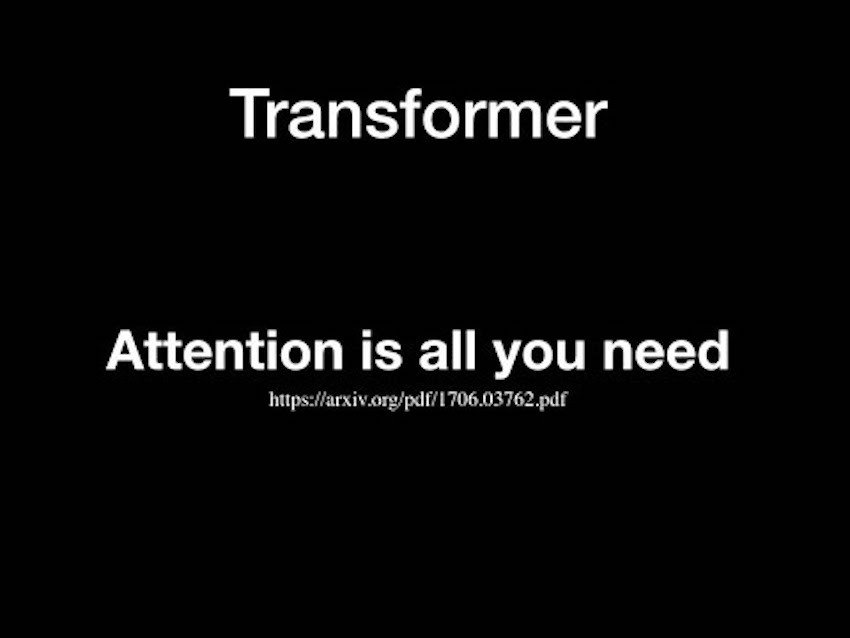 Transformer
Attention is all you need
https://arxiv.org/pdf/1706.03762.pdf